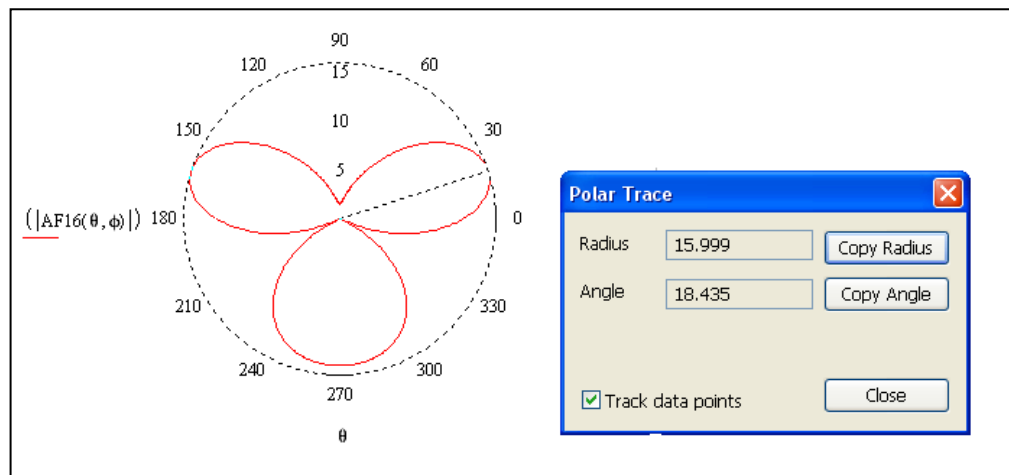 90
120 60
15
150 30
10
5
(|AF16(θ,ϕ)|) 180 0
210 330
240 300
270
θ
Polar Trace
Radius 15.999 Copy Radius
Angle 18.435 Copy Angle
Track data points Close